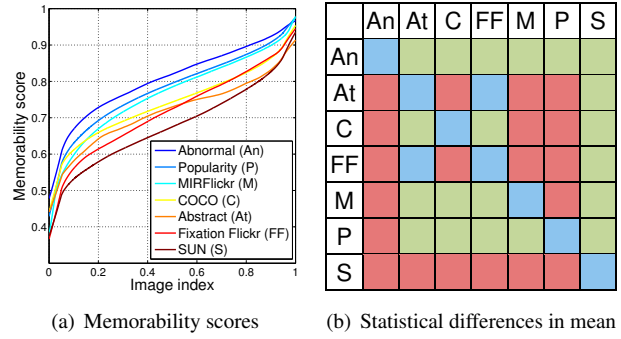 1
0.9
0.8
0.7
0.6
0.5
0.4
Memorability score
Abnormal (An)
Popularity (P)
MIRFlickr (M)
COCO (C)
Abstract (At)
Fixation Flickr (FF)
SUN (S)
0 0.2 0.4 0.6 0.8 1
Image index
(a) Memorability scores
An At C FF M P S
An
At
C
FF
M
P
S
(b) Statistical differences in mean